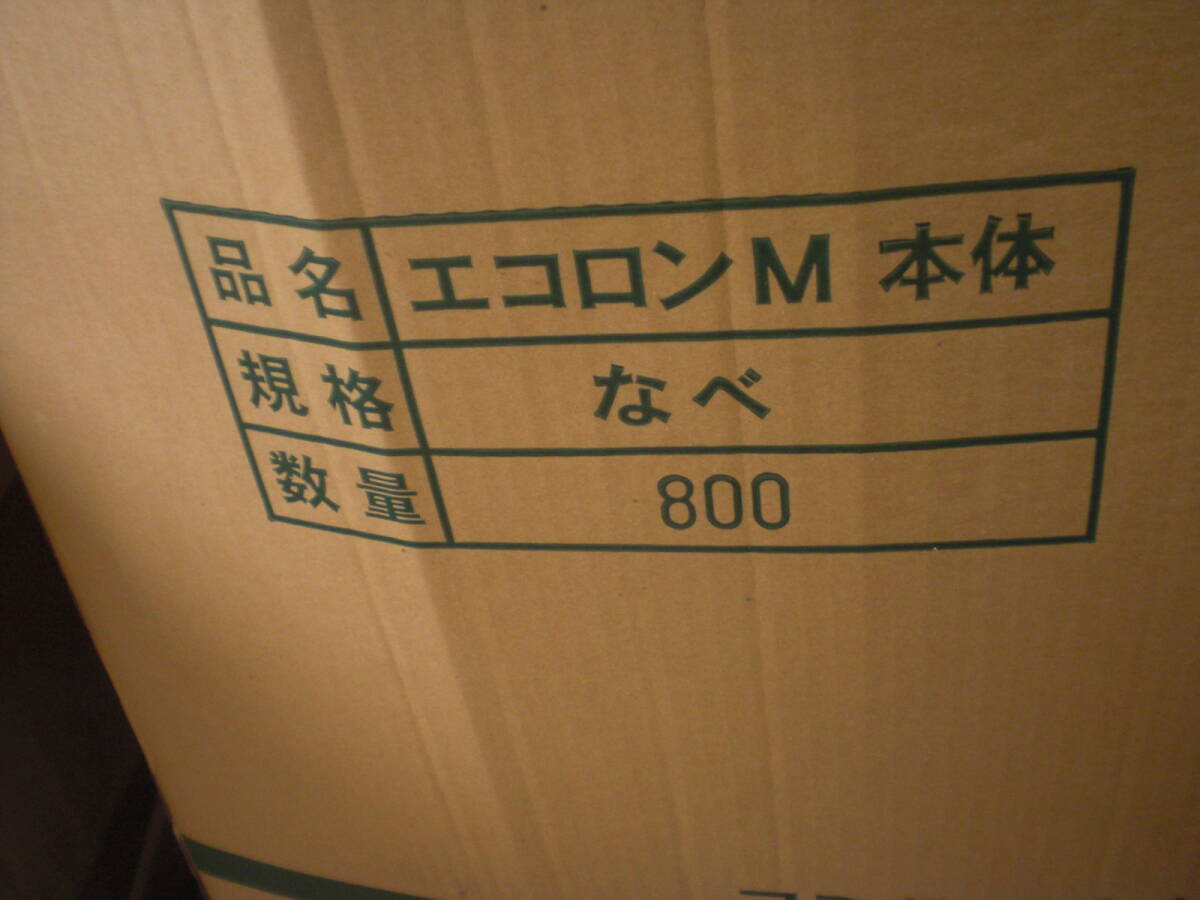 品名 エコロンM 本体
規格 なべ
数量 800